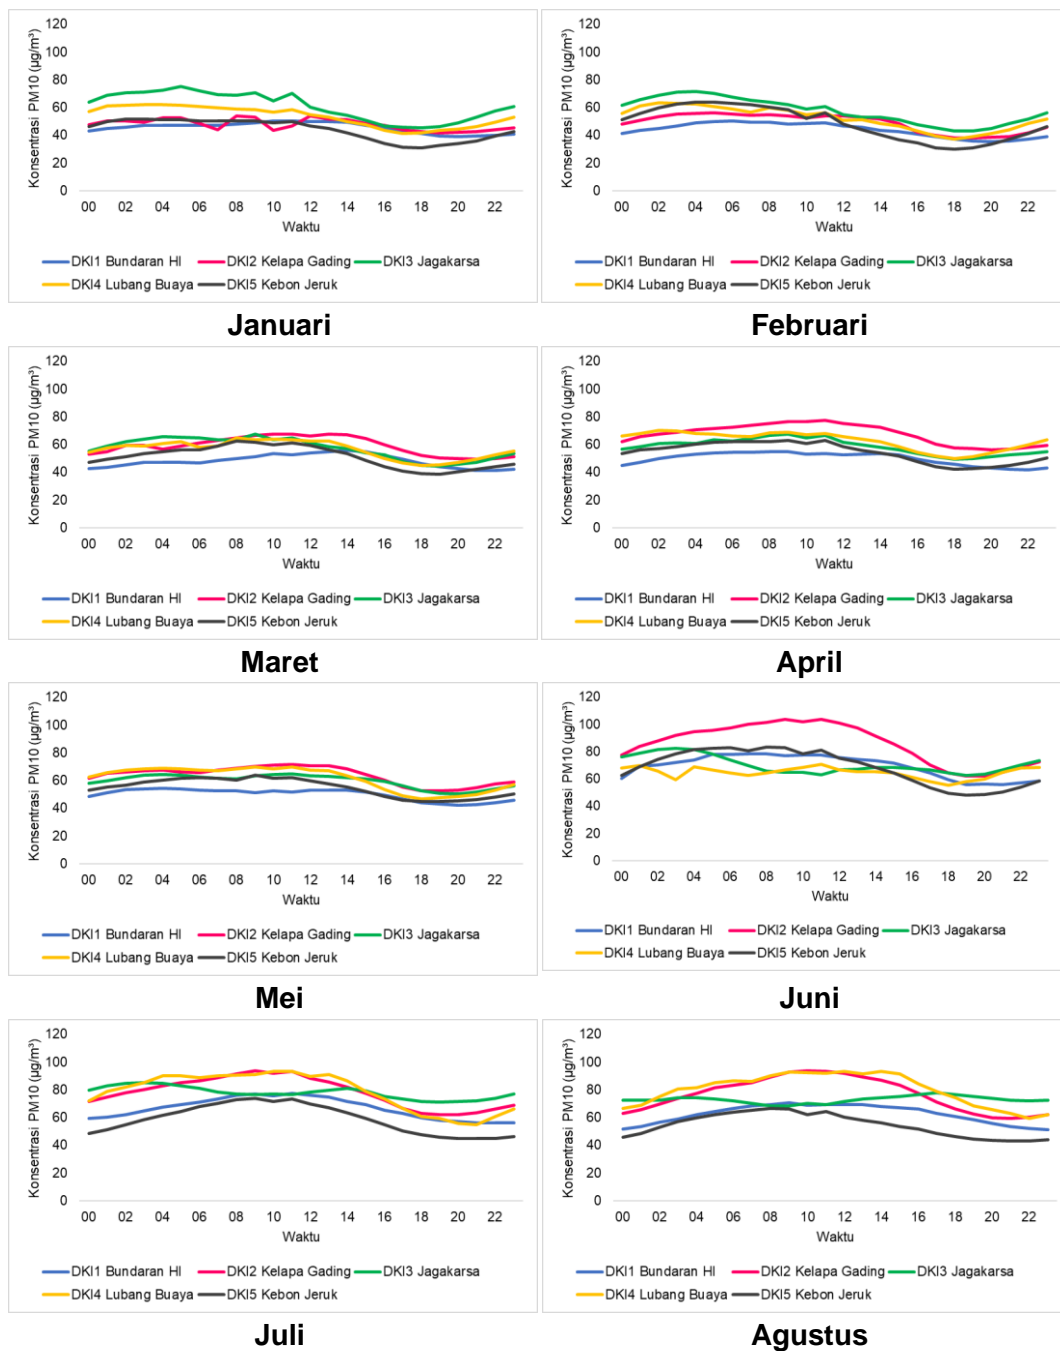 Konsentrasi PM10 (µg/m³)
120
100
80
60
40
20
0
00 02 04 06 08 10 12 14 16 18 20 22
Waktu
DKI1 Bundaran HI DKI2 Kelapa Gading DKI3 Jagakarsa
DKI4 Lubang Buaya DKI5 Kebon Jeruk
Januari
Konsentrasi PM10 (µg/m³)
120
100
80
60
40
20
0
00 02 04 06 08 10 12 14 16 18 20 22
Waktu
DKI1 Bundaran HI DKI2 Kelapa Gading DKI3 Jagakarsa
DKI4 Lubang Buaya DKI5 Kebon Jeruk
Februari
Konsentrasi PM10 (µg/m³)
120
100
80
60
40
20
0
00 02 04 06 08 10 12 14 16 18 20 22
Waktu
DKI1 Bundaran HI DKI2 Kelapa Gading DKI3 Jagakarsa
DKI4 Lubang Buaya DKI5 Kebon Jeruk
Maret
Konsentrasi PM10 (µg/m³)
120
100
80
60
40
20
0
00 02 04 06 08 10 12 14 16 18 20 22
Waktu
DKI1 Bundaran HI DKI2 Kelapa Gading DKI3 Jagakarsa
DKI4 Lubang Buaya DKI5 Kebon Jeruk
April
Konsentrasi PM10 (µg/m³)
120
100
80
60
40
20
0
00 02 04 06 08 10 12 14 16 18 20 22
Waktu
DKI1 Bundaran HI DKI2 Kelapa Gading DKI3 Jagakarsa
DKI4 Lubang Buaya DKI5 Kebon Jeruk
Mei
Konsentrasi PM10 (µg/m³)
120
100
80
60
40
20
0
00 02 04 06 08 10 12 14 16 18 20 22
Waktu
DKI1 Bundaran HI DKI2 Kelapa Gading DKI3 Jagakarsa
DKI4 Lubang Buaya DKI5 Kebon Jeruk
Juni
Konsentrasi PM10 (µg/m³)
120
100
80
60
40
20
0
00 02 04 06 08 10 12 14 16 18 20 22
Waktu
DKI1 Bundaran HI DKI2 Kelapa Gading DKI3 Jagakarsa
DKI4 Lubang Buaya DKI5 Kebon Jeruk
Juli
Konsentrasi PM10 (µg/m³)
120
100
80
60
40
20
0
00 02 04 06 08 10 12 14 16 18 20 22
Waktu
DKI1 Bundaran HI DKI2 Kelapa Gading DKI3 Jagakarsa
DKI4 Lubang Buaya DKI5 Kebon Jeruk
Agustus